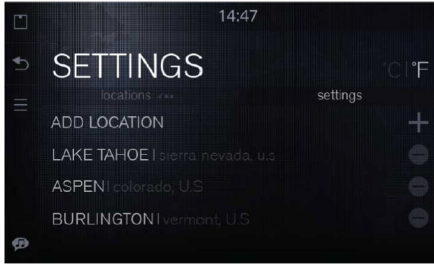 14:47
SETTINGS °C | °F
locations settings
ADD LOCATION
LAKE TAHOE | sierra nevada, u.s
ASPEN | colorado, U.S
BURLINGTON | vermont, U.S